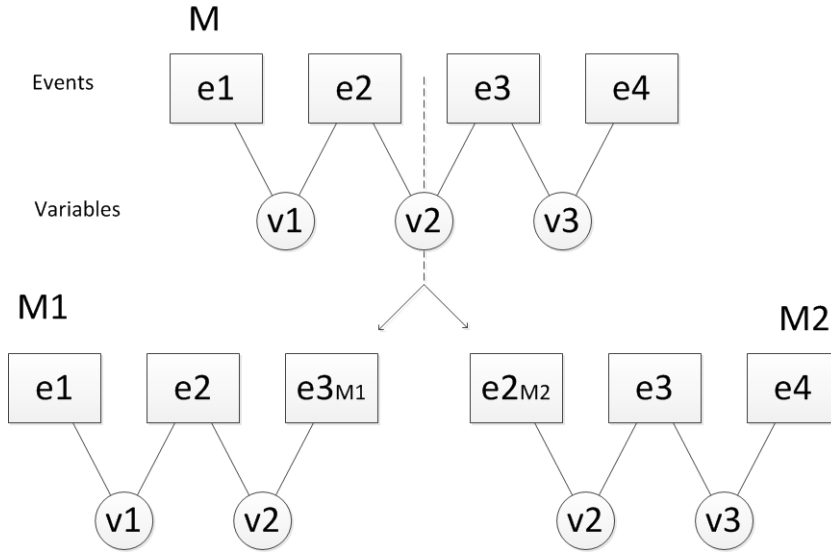 M
Events e1 e2 e3 e4
Variables v1 v2 v3
M1 M2
e1 e2 e3M1 e2M2 e3 e4
v1 v2 v2 v3